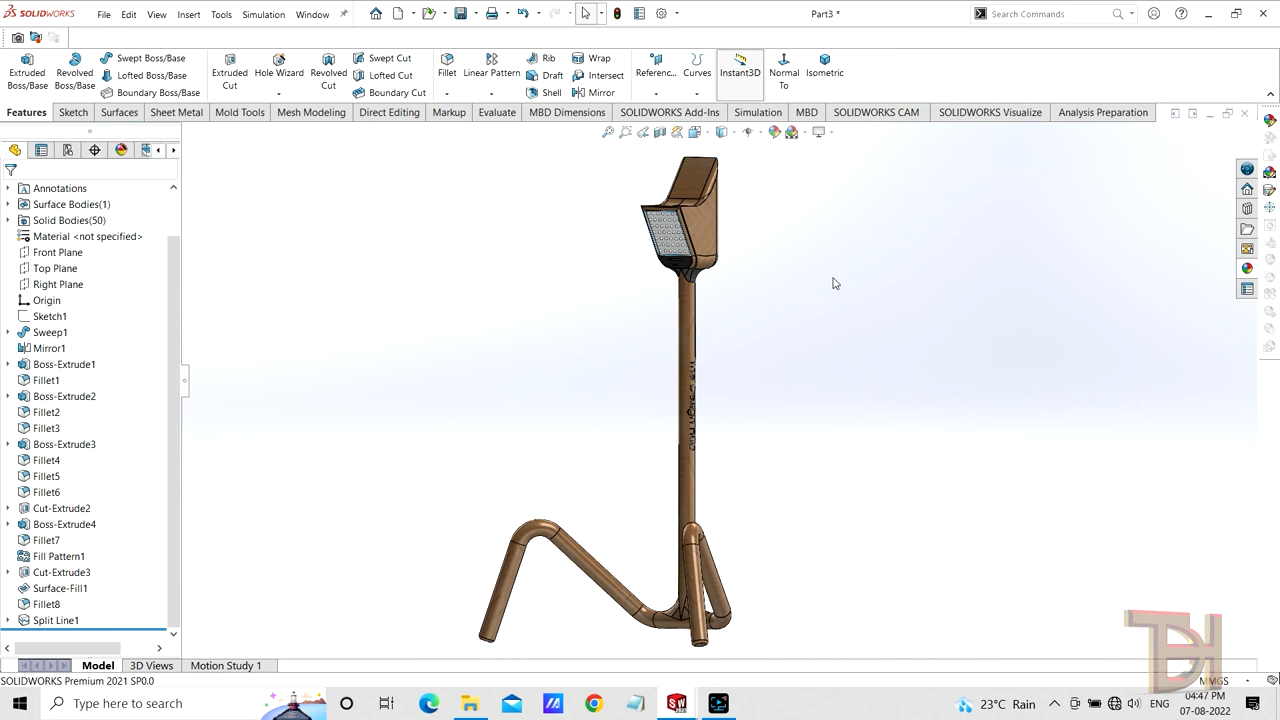 SOLIDWORKS
File
Edit
View
Insert
Tools
Simulation
Window
Part3 *
Search Commands
Extruded Boss/Base
Revolved Boss/Base
Swept Boss/Base
Lofted Boss/Base
Boundary Boss/Base
Extruded Cut
Hole Wizard
Revolved Cut
Swept Cut
Lofted Cut
Boundary Cut
Fillet
Linear Pattern
Rib
Draft
Shell
Wrap
Intersect
Mirror
Referenc...
Curves
Instant3D
Normal To
Isometric
Features
Sketch
Surfaces
Sheet Metal
Mold Tools
Mesh Modeling
Direct Editing
Markup
Evaluate
MBD Dimensions
SOLIDWORKS Add-Ins
Simulation
MBD
SOLIDWORKS CAM
SOLIDWORKS Visualize
Analysis Preparation
Annotations
Surface Bodies(1)
Solid Bodies(50)
Material <not specified>
Front Plane
Top Plane
Right Plane
Origin
Sketch1
Sweep1
Mirror1
Boss-Extrude1
Fillet1
Boss-Extrude2
Fillet2
Fillet3
Boss-Extrude3
Fillet4
Fillet5
Fillet6
Cut-Extrude2
Boss-Extrude4
Fillet7
Fill Pattern1
Cut-Extrude3
Surface-Fill1
Fillet8
Split Line1
Model
3D Views
Motion Study 1
SOLIDWORKS Premium 2021 SP0.0
MMGS
Type here to search
23°C Rain
ENG
04:47 PM
07-08-2022